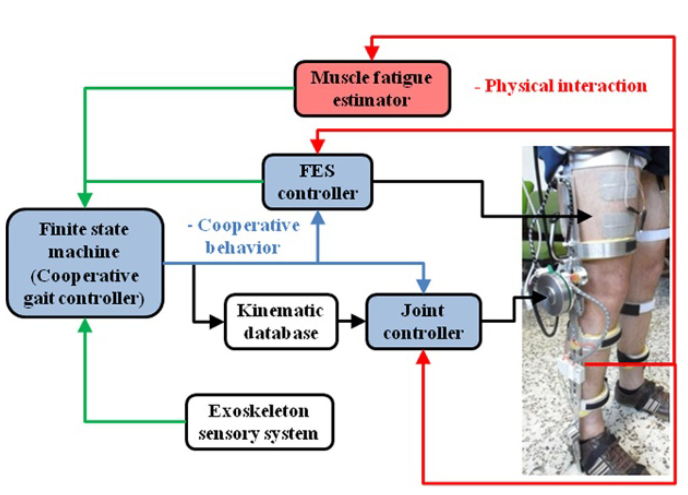 Muscle fatigue
estimator
- Physical interaction
FES
controller
- Cooperative
behavior
Finite state
machine
(Cooperative
gait controller)
Kinematic
database
Joint
controller
Exoskeleton
sensory system